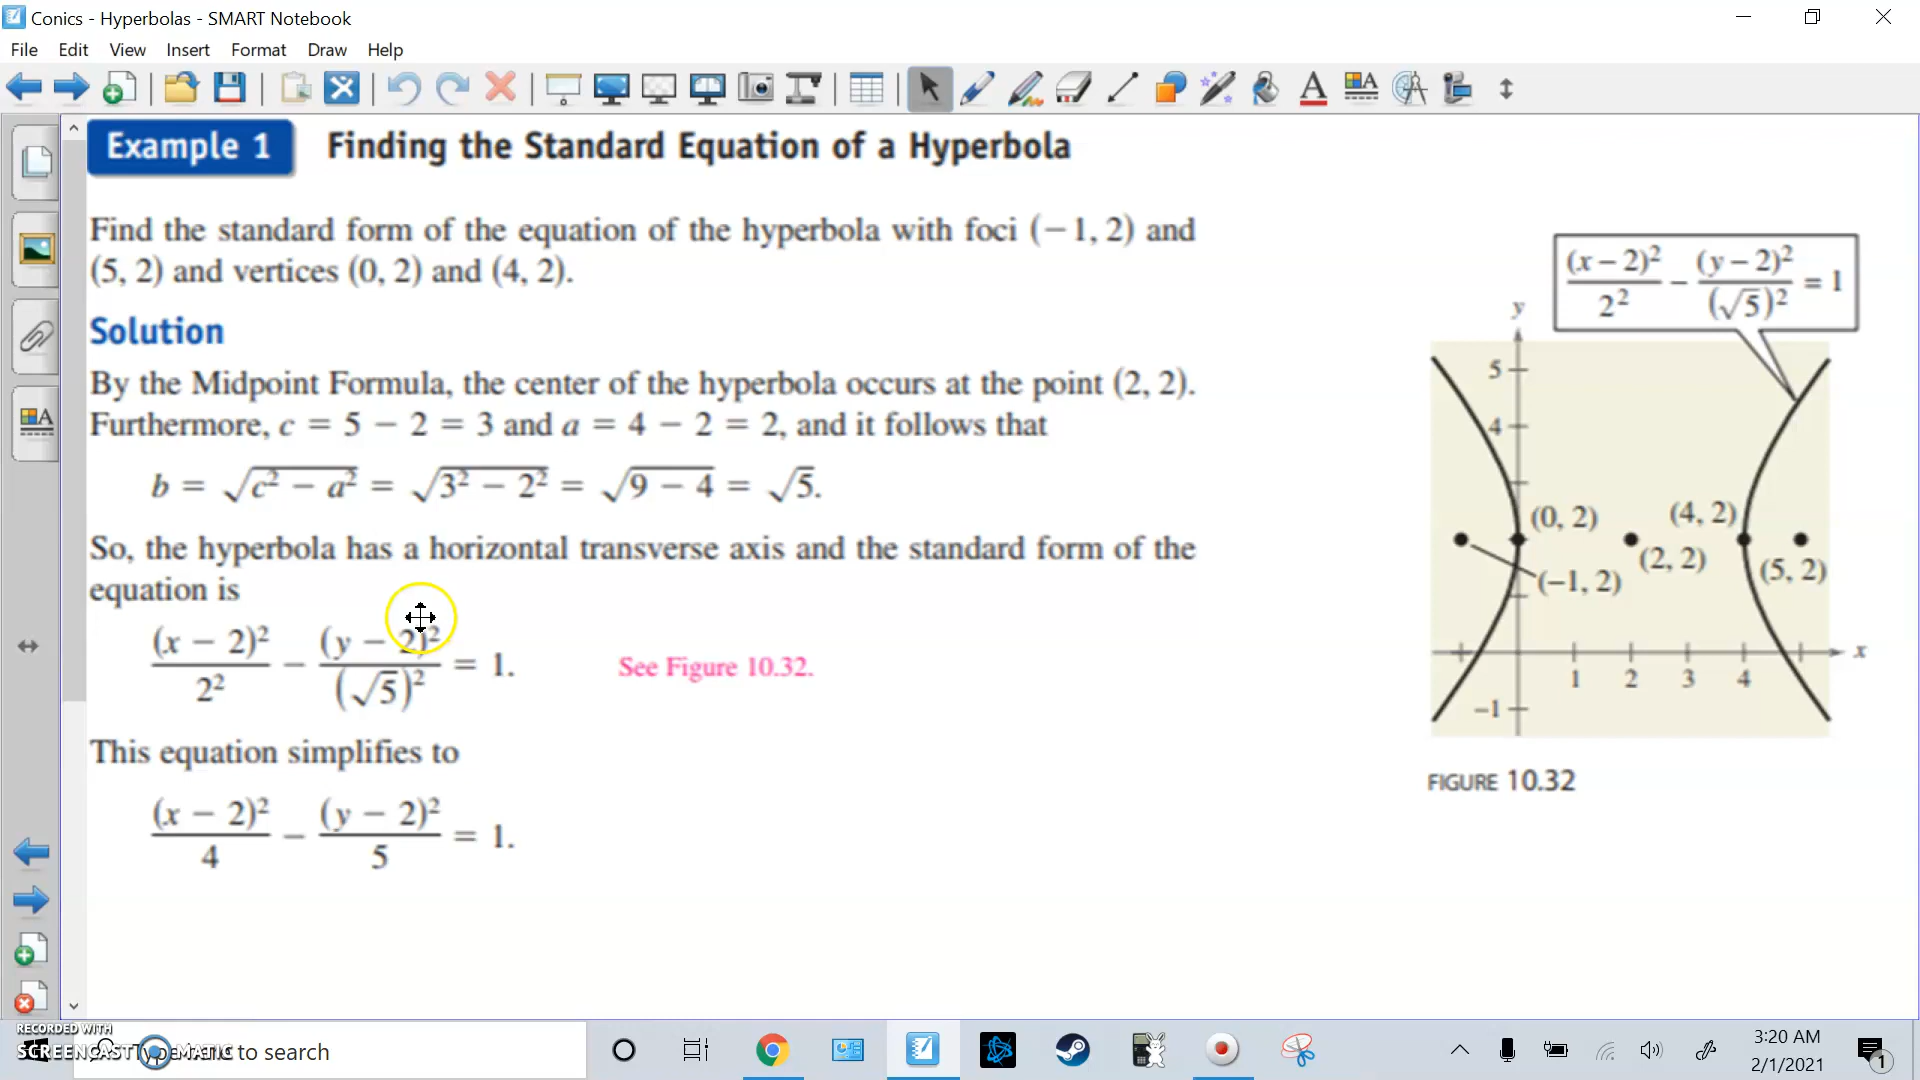 Conics - Hyperbolas - SMART Notebook
File Edit View Insert Format Draw Help
Example 1 Finding the Standard Equation of a Hyperbola
Find the standard form of the equation of the hyperbola with foci (−1, 2) and
(5, 2) and vertices (0, 2) and (4, 2).
Solution
By the Midpoint Formula, the center of the hyperbola occurs at the point (2, 2).
Furthermore, c = 5 − 2 = 3 and a = 4 − 2 = 2, and it follows that
b = √(c² − a²) = √(3² − 2²) = √(9 − 4) = √5.
So, the hyperbola has a horizontal transverse axis and the standard form of the
equation is
(x − 2)²/2² − (y − 2)²/(√5)² = 1. See Figure 10.32.
This equation simplifies to
(x − 2)²/4 − (y − 2)²/5 = 1.
(x − 2)²/2² − (y − 2)²/(√5)² = 1
y
5
4
(0, 2) (4, 2)
(2, 2) (5, 2)
(−1, 2)
x
1 2 3 4
−1
FIGURE 10.32
RECORDED WITH
SCREENCAST MATIC
Type to search
3:20 AM
2/1/2021
1